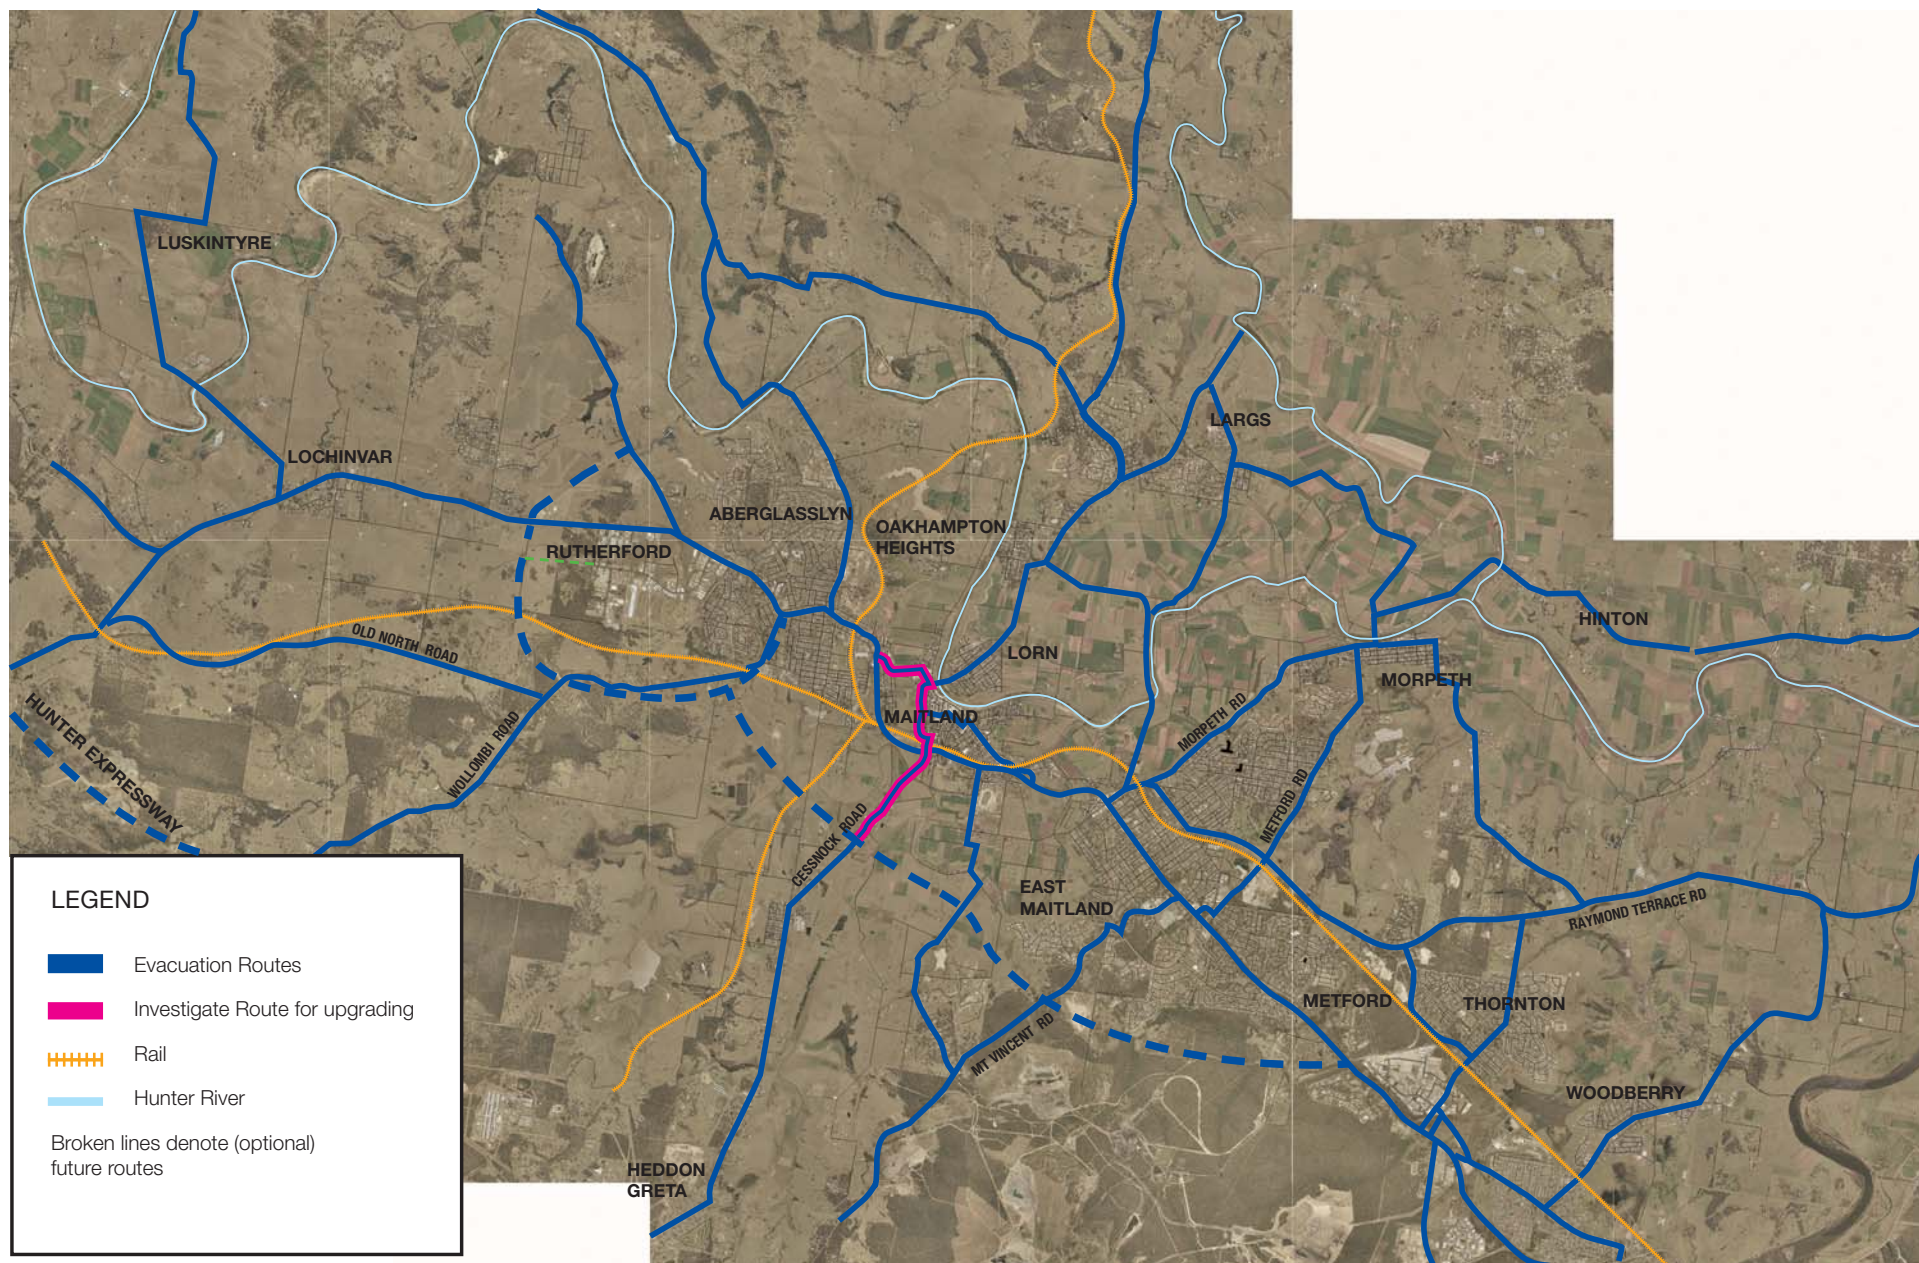 LUSKINTYRE
LARGS
LOCHINVAR
ABERGLASSLYN
OAKHAMPTON
HEIGHTS
RUTHERFORD
HINTON
OLD NORTH ROAD
LORN
MORPETH
HUNTER EXPRESSWAY
WOLLOMBI ROAD
MAITLAND
MORPETH RD
METFORD RD
CESSNOCK ROAD
EAST
MAITLAND
RAYMOND TERRACE RD
METFORD
THORNTON
MT VINCENT RD
WOODBERRY
HEDDON
GRETA
LEGEND
Evacuation Routes
Investigate Route for upgrading
Rail
Hunter River
Broken lines denote (optional)
future routes